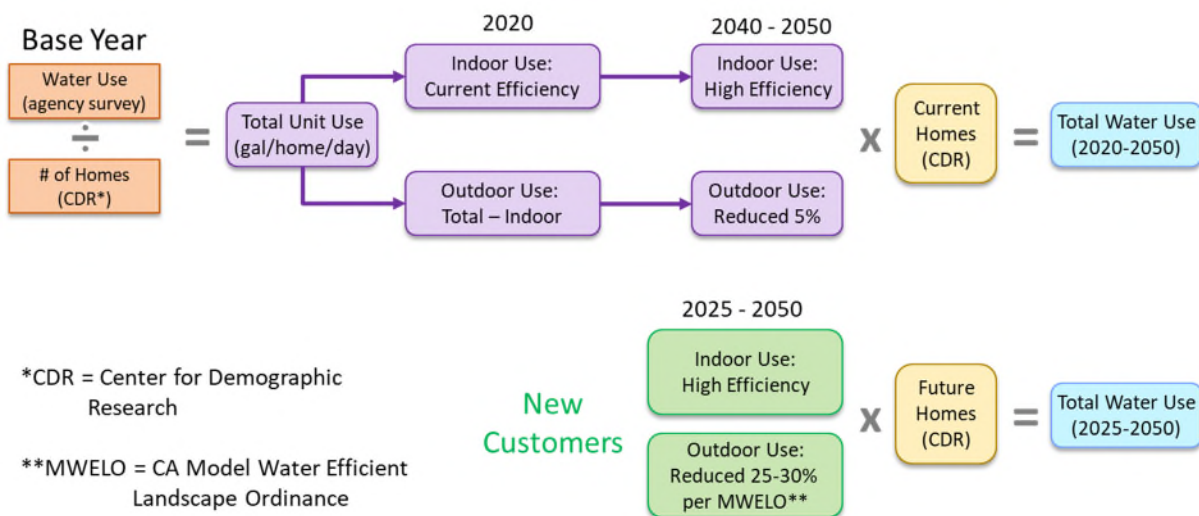 Base Year
Water Use
(agency survey)
÷
# of Homes
(CDR*)
=
Total Unit Use
(gal/home/day)
2020
Indoor Use:
Current Efficiency
Outdoor Use:
Total – Indoor
2040 - 2050
Indoor Use:
High Efficiency
Outdoor Use:
Reduced 5%
x
Current
Homes
(CDR)
=
Total Water Use
(2020-2050)
*CDR = Center for Demographic
Research
**MWELO = CA Model Water Efficient
Landscape Ordinance
New
Customers
2025 - 2050
Indoor Use:
High Efficiency
Outdoor Use:
Reduced 25-30%
per MWELO**
x
Future
Homes
(CDR)
=
Total Water Use
(2025-2050)